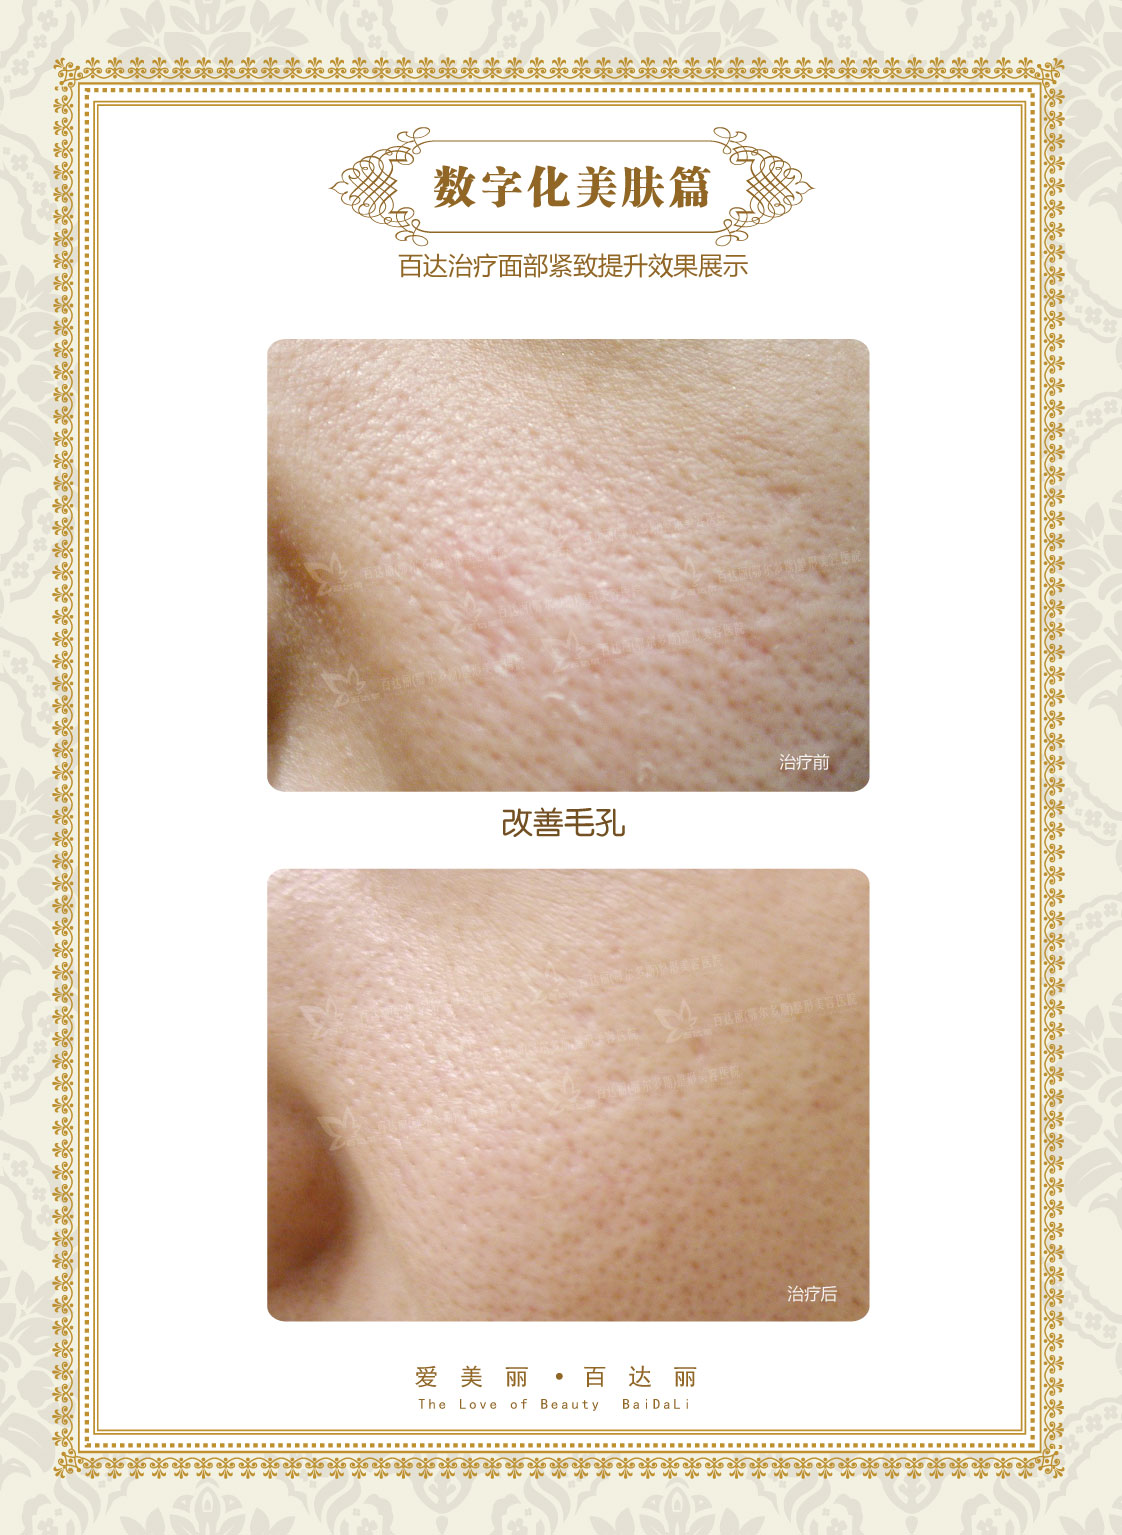 数字化美肤篇
百达治疗面部紧致提升效果展示
治疗前
改善毛孔
治疗后
爱美丽·百达丽
The Love of Beauty BaiDaLi